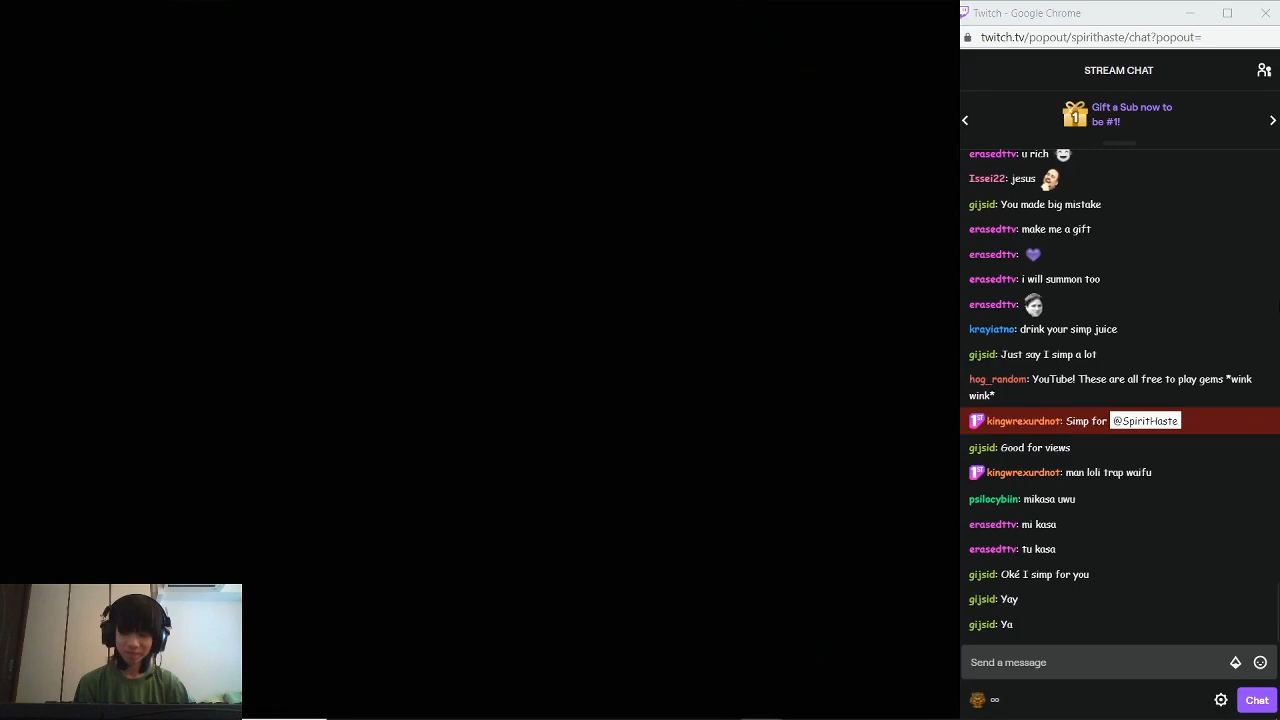 Twitch - Google Chrome
twitch.tv/popout/spirithaste/chat?popout=
STREAM CHAT
Gift a Sub now to
be #1!
1
erasedttv: u rich
Issei22: jesus
gijsid: You made big mistake
erasedttv: make me a gift
erasedttv:
erasedttv: i will summon too
erasedttv:
krayiatno: drink your simp juice
gijsid: Just say I simp a lot
hog_random: YouTube! These are all free to play gems *wink
wink*
1ST kingwrexurdnot: Simp for @SpiritHaste
gijsid: Good for views
1ST kingwrexurdnot: man loli trap waifu
psilocybiin: mikasa uwu
erasedttv: mi kasa
erasedttv: tu kasa
gijsid: Oké I simp for you
gijsid: Yay
gijsid: Ya
Send a message
∞
Chat